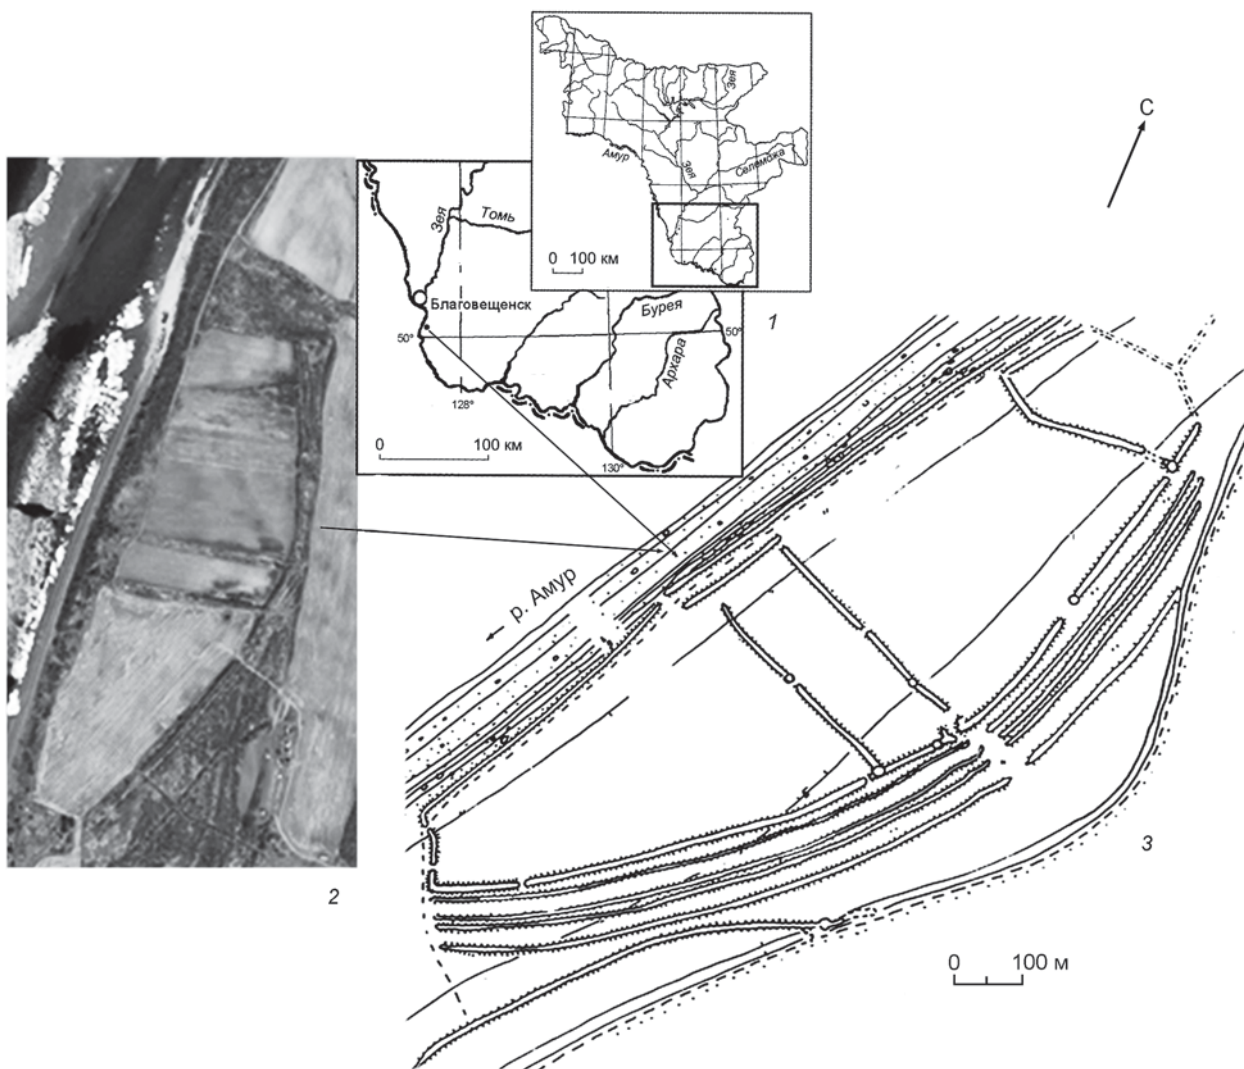 Зея
Амур
Зея
Селемджа
0 100 км
С
Зея
Томь
Благовещенск
Бурея
1
50°
50°
Архара
128°
0 100 км
130°
р. Амур
2
3
0 100 м